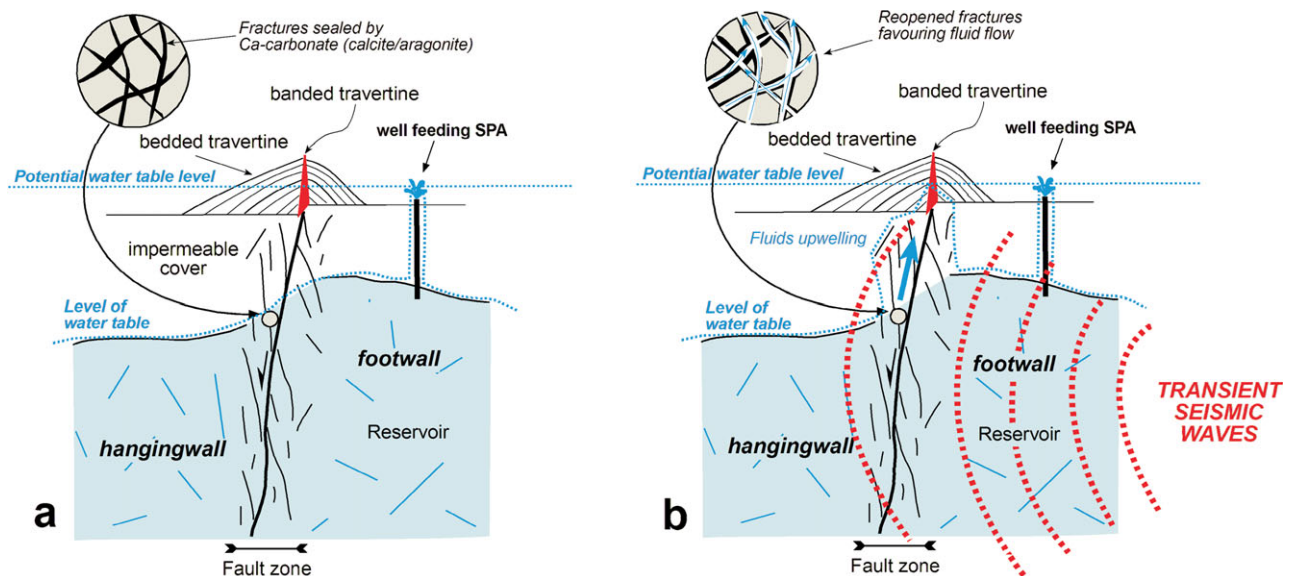 Fractures sealed by
Ca-carbonate (calcite/aragonite)
banded travertine
bedded travertine
well feeding SPA
Potential water table level
impermeable
cover
Level of
water table
footwall
hangingwall
Reservoir
a
Fault zone
Reopened fractures
favouring fluid flow
banded travertine
bedded travertine
well feeding SPA
Potential water table level
Fluids upwelling
Level of
water table
footwall
TRANSIENT
SEISMIC
WAVES
hangingwall
Reservoir
b
Fault zone